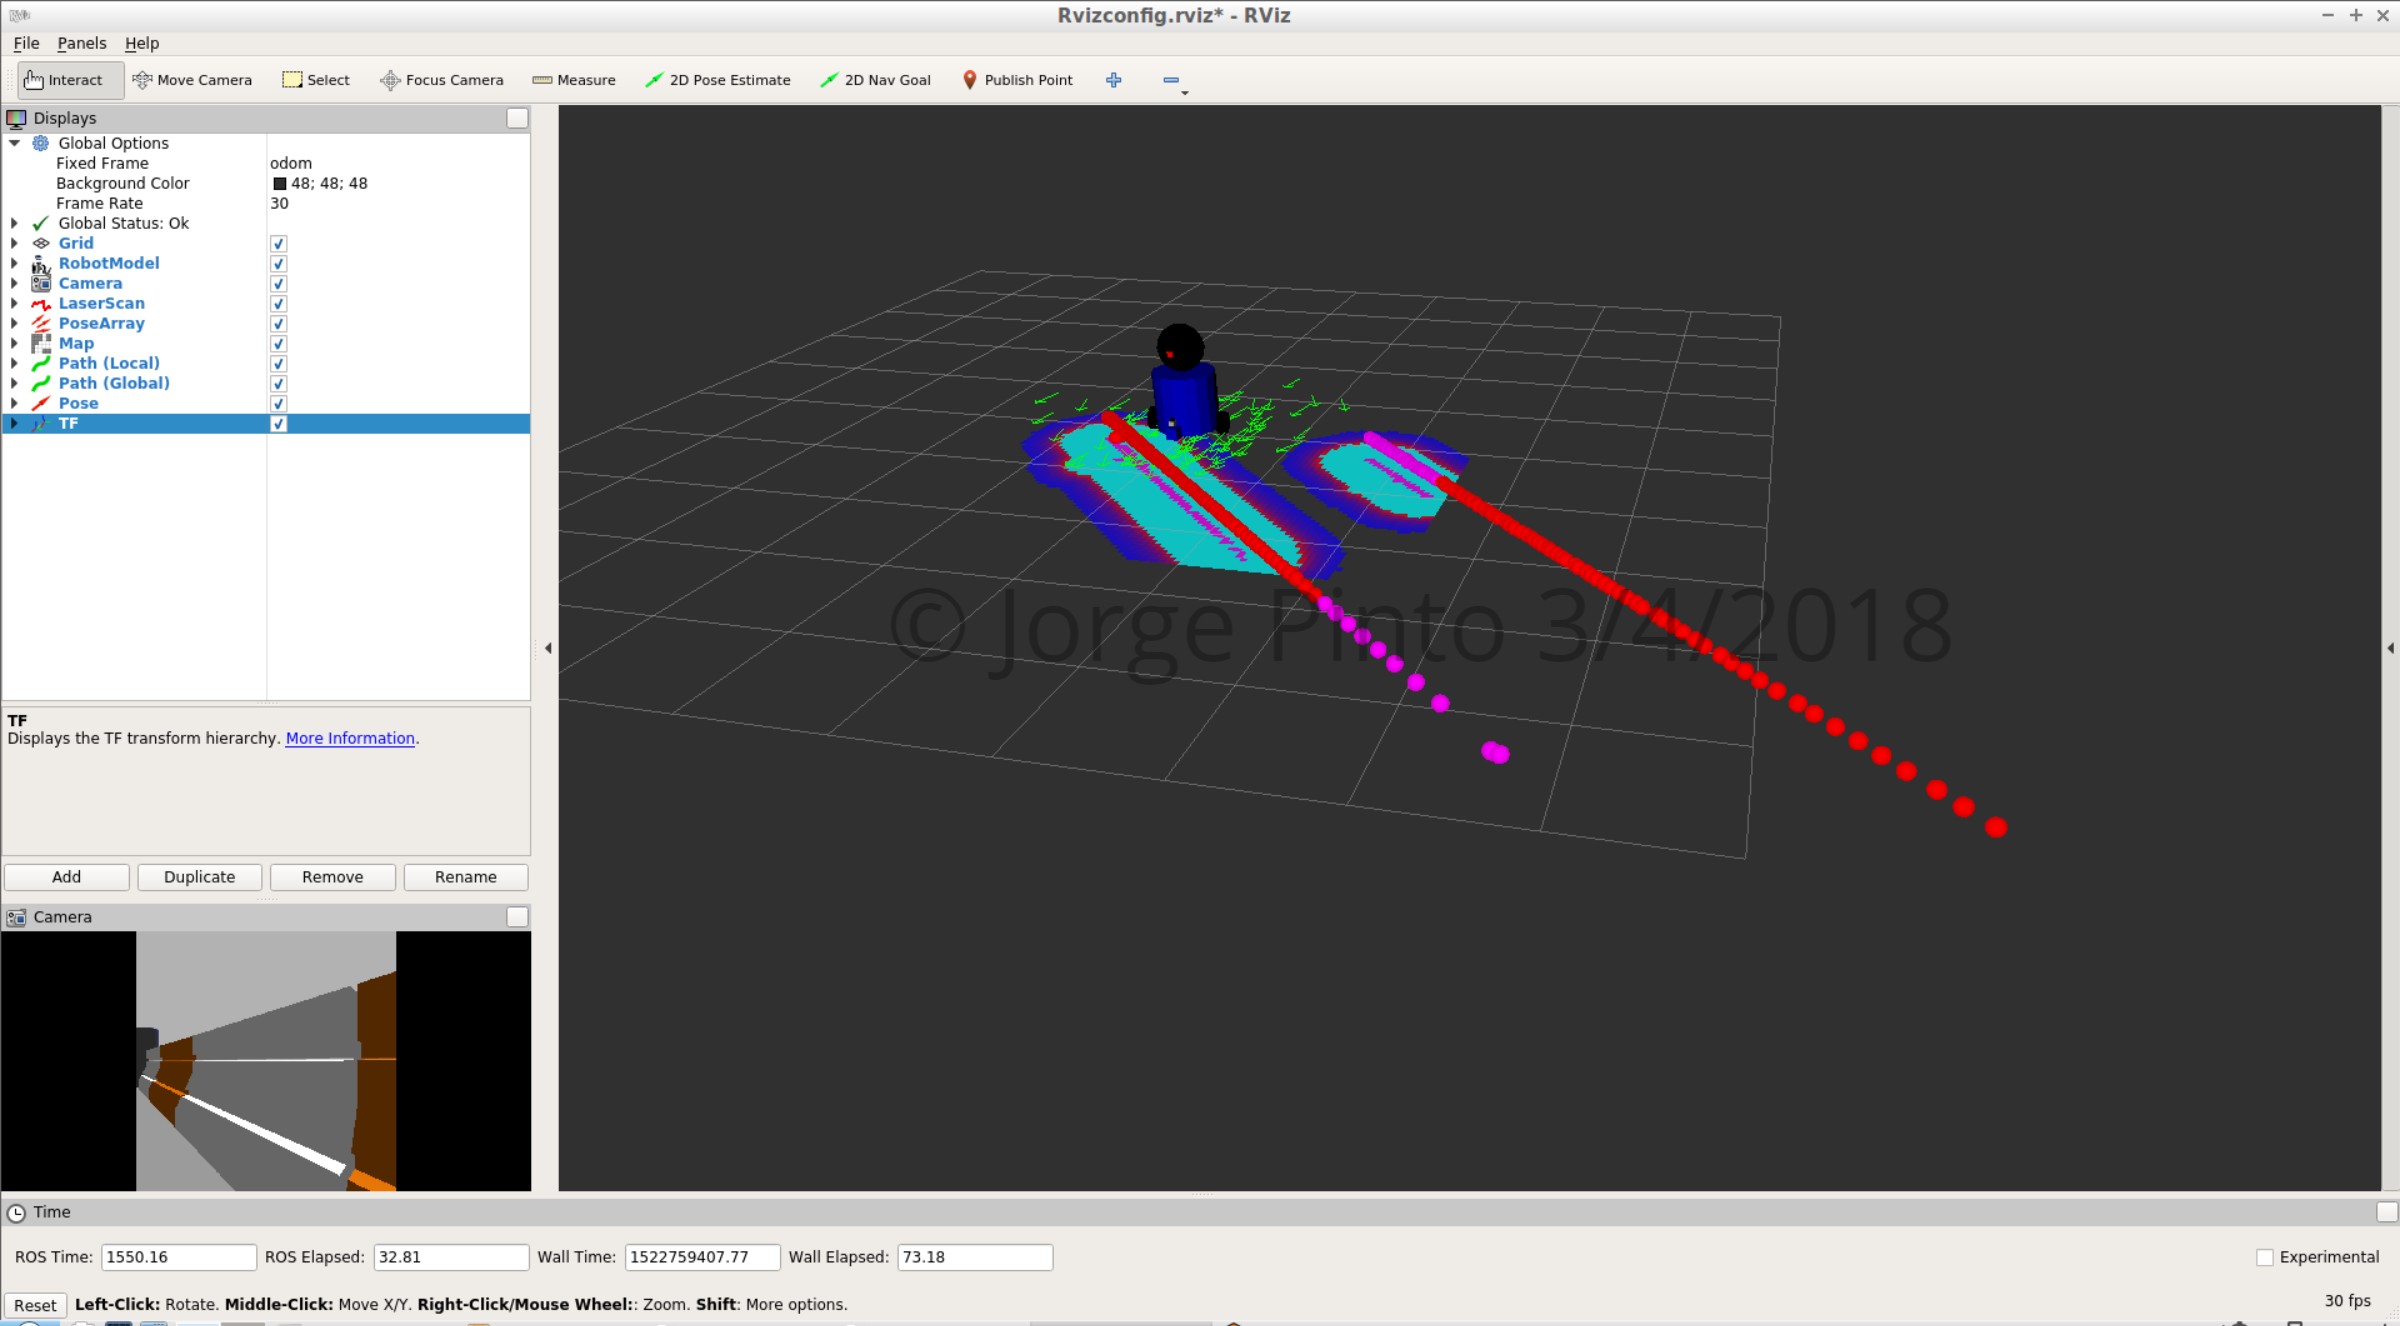 Rvizconfig.rviz* - RViz
File Panels Help
Interact Move Camera Select Focus Camera Measure 2D Pose Estimate 2D Nav Goal Publish Point
Displays
Global Options
Fixed Frame odom
Background Color 48; 48; 48
Frame Rate 30
Global Status: Ok
Grid
RobotModel
Camera
LaserScan
PoseArray
Map
Path (Local)
Path (Global)
Pose
TF
TF
Displays the TF transform hierarchy. More Information.
Add Duplicate Remove Rename
Camera
© Jorge Pinto 3/4/2018
Time
ROS Time: 1550.16 ROS Elapsed: 32.81 Wall Time: 1522759407.77 Wall Elapsed: 73.18 Experimental
Reset Left-Click: Rotate. Middle-Click: Move X/Y. Right-Click/Mouse Wheel:: Zoom. Shift: More options. 30 fps